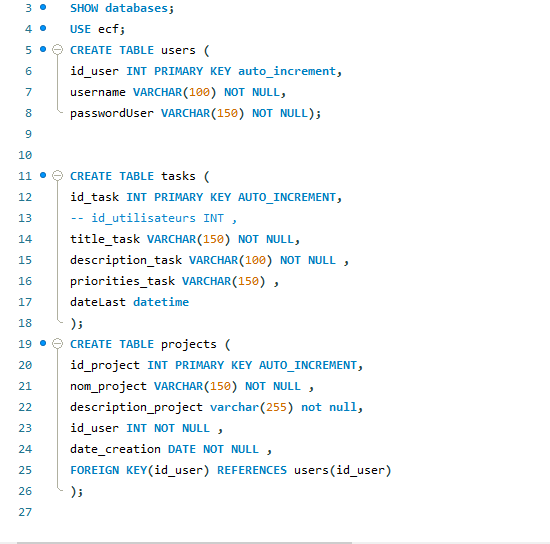 3 SHOW databases;
4 USE ecf;
5 CREATE TABLE users (
6 id_user INT PRIMARY KEY auto_increment,
7 username VARCHAR(100) NOT NULL,
8 passwordUser VARCHAR(150) NOT NULL);
9
10
11 CREATE TABLE tasks (
12 id_task INT PRIMARY KEY AUTO_INCREMENT,
13 -- id_utilisateurs INT ,
14 title_task VARCHAR(150) NOT NULL,
15 description_task VARCHAR(100) NOT NULL ,
16 priorities_task VARCHAR(150) ,
17 dateLast datetime
18 );
19 CREATE TABLE projects (
20 id_project INT PRIMARY KEY AUTO_INCREMENT,
21 nom_project VARCHAR(150) NOT NULL ,
22 description_project varchar(255) not null,
23 id_user INT NOT NULL ,
24 date_creation DATE NOT NULL ,
25 FOREIGN KEY(id_user) REFERENCES users(id_user)
26 );
27